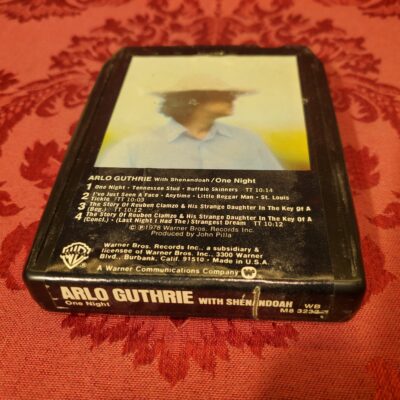 ARLO GUTHRIE With Shenandoah/One Night
1 One Night - Tennessee Stud - Buffalo Skinners TT 10:14
2 I've Just Seen A Face - Anytime - Little Beggar Man - St. Louis
Tickle TT 10:03
3 The Story Of Reuben Clamzo & His Strange Daughter In The Key Of A
(Beg.) TT 10:12
4 The Story Of Reuben Clamzo & His Strange Daughter In The Key Of A
(Concl.) - (Last Night I Had The) Strangest Dream TT 10:12
©℗1978 Warner Bros. Records Inc.
Produced by John Pilla
Warner Bros. Records Inc., a subsidiary &
licensee of Warner Bros. Inc., 3300 Warner
Blvd., Burbank, Calif. 91510 - Made in U.S.A.
A Warner Communications Company
ARLO GUTHRIE WITH SHENANDOAH
WB
One Night
M8